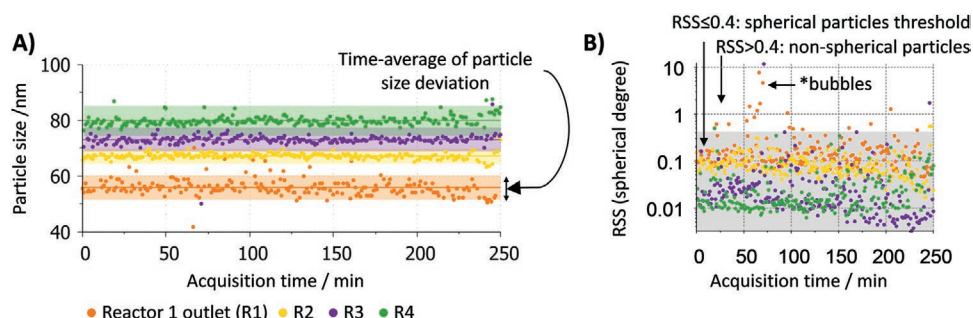 A)
Time-average of particle
size deviation
Particle size /nm
100
80
60
40
0
50
100
150
200
250
Acquisition time / min
Reactor 1 outlet (R1)
R2
R3
R4
RSS≤0.4: spherical particles threshold
B)
RSS>0.4: non-spherical particles
*bubbles
RSS (spherical degree)
10
1
0.1
0.01
0
50
100
150
200
250
Acquisition time / min